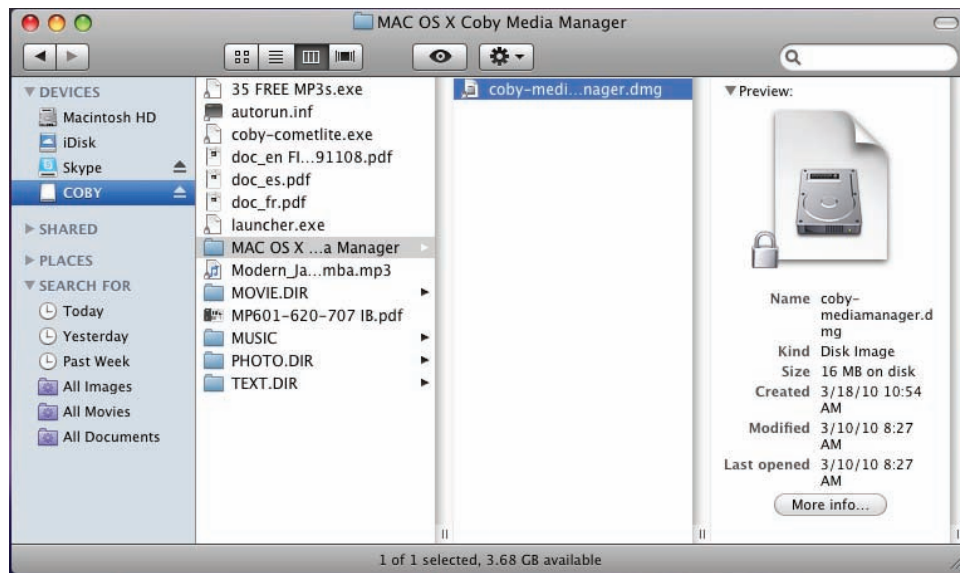 MAC OS X Coby Media Manager
DEVICES
Macintosh HD
iDisk
Skype
COBY
SHARED
PLACES
SEARCH FOR
Today
Yesterday
Past Week
All Images
All Movies
All Documents
35 FREE MP3s.exe
autorun.inf
coby-cometlite.exe
doc_en FI...91108.pdf
doc_es.pdf
doc_fr.pdf
launcher.exe
MAC OS X ...a Manager
Modern_Ja...mba.mp3
MOVIE.DIR
MP601-620-707 IB.pdf
MUSIC
PHOTO.DIR
TEXT.DIR
coby-medi...nager.dmg
Preview:
Name coby-
mediamanager.d
mg
Kind Disk Image
Size 16 MB on disk
Created 3/18/10 10:54
AM
Modified 3/10/10 8:27
AM
Last opened 3/10/10 8:27
AM
More info...
1 of 1 selected, 3.68 GB available